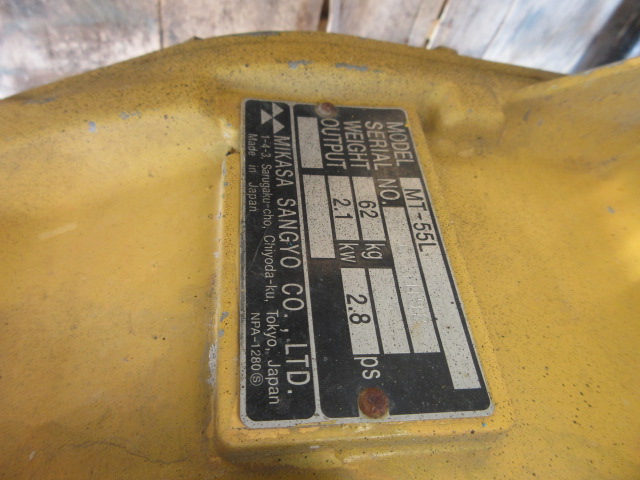 MODEL MT-55L
SERIAL NO.
WEIGHT 62 kg
OUTPUT 2.1 kw 2.8 ps
MIKASA SANGYO CO., LTD.
1-4-3, Sarugaku-cho, Chiyoda-ku, Tokyo, Japan
Made in Japan NPA-1280Ⓢ